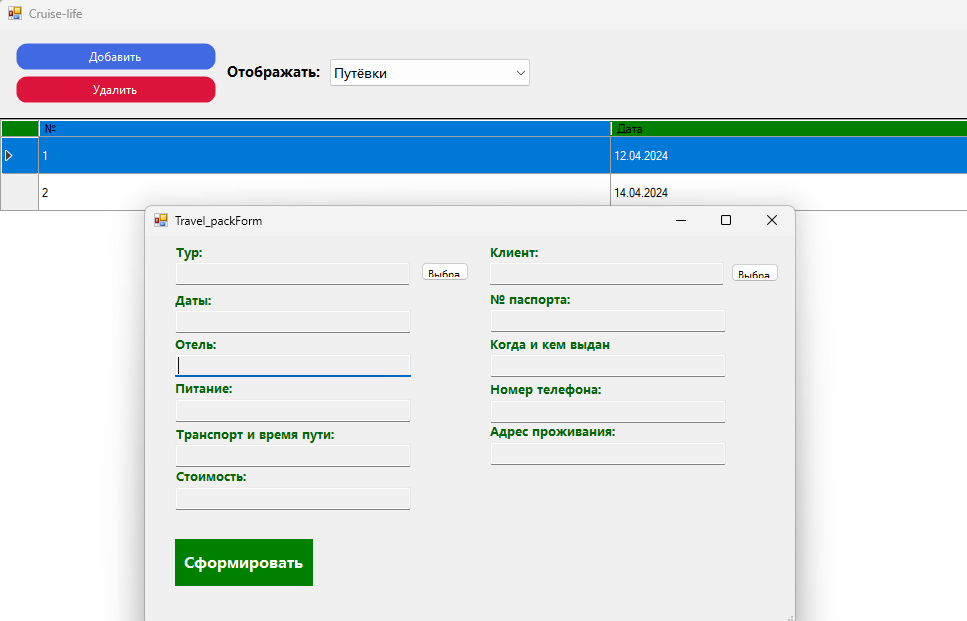 Cruise-life
Добавить
Удалить
Отображать:
Путёвки
№ Дата
1 12.04.2024
2 14.04.2024
Travel_packForm
Тур:
Выбра
Клиент:
Выбра
Даты:
№ паспорта:
Отель:
Когда и кем выдан
Питание:
Номер телефона:
Транспорт и время пути:
Адрес проживания:
Стоимость:
Сформировать